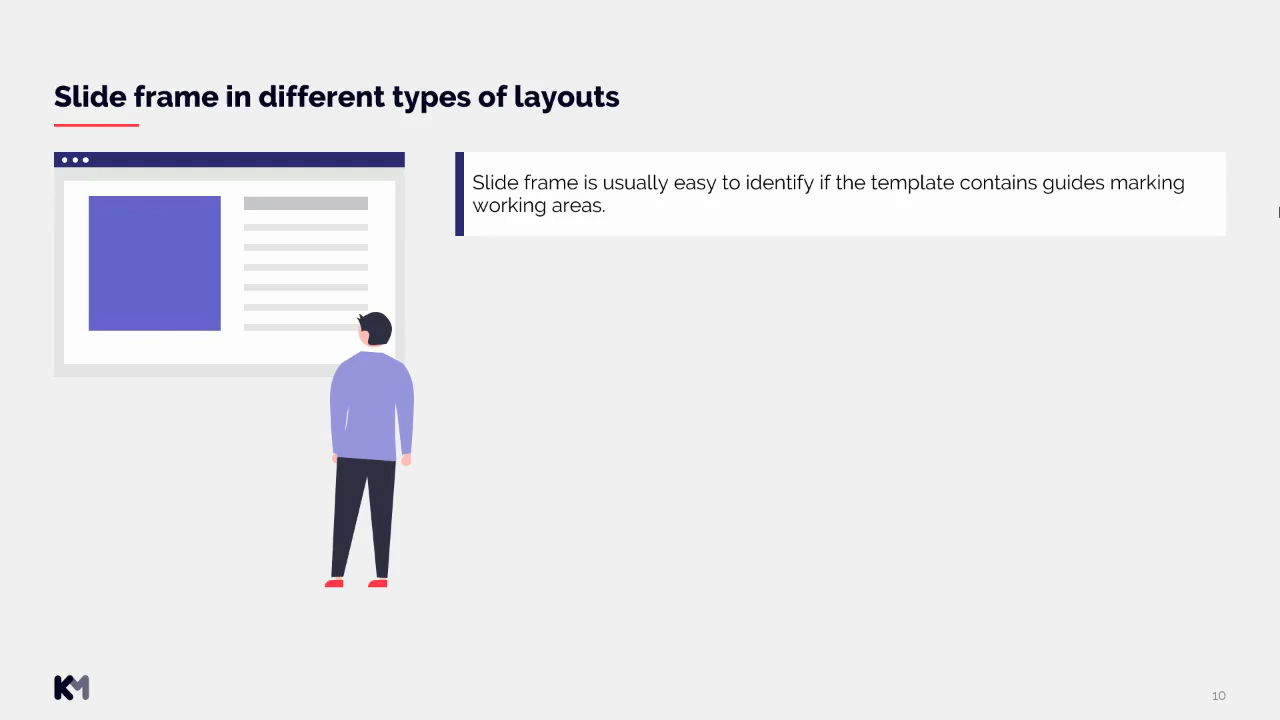 Slide frame in different types of layouts
Slide frame is usually easy to identify if the template contains guides marking
working areas.
KM
10